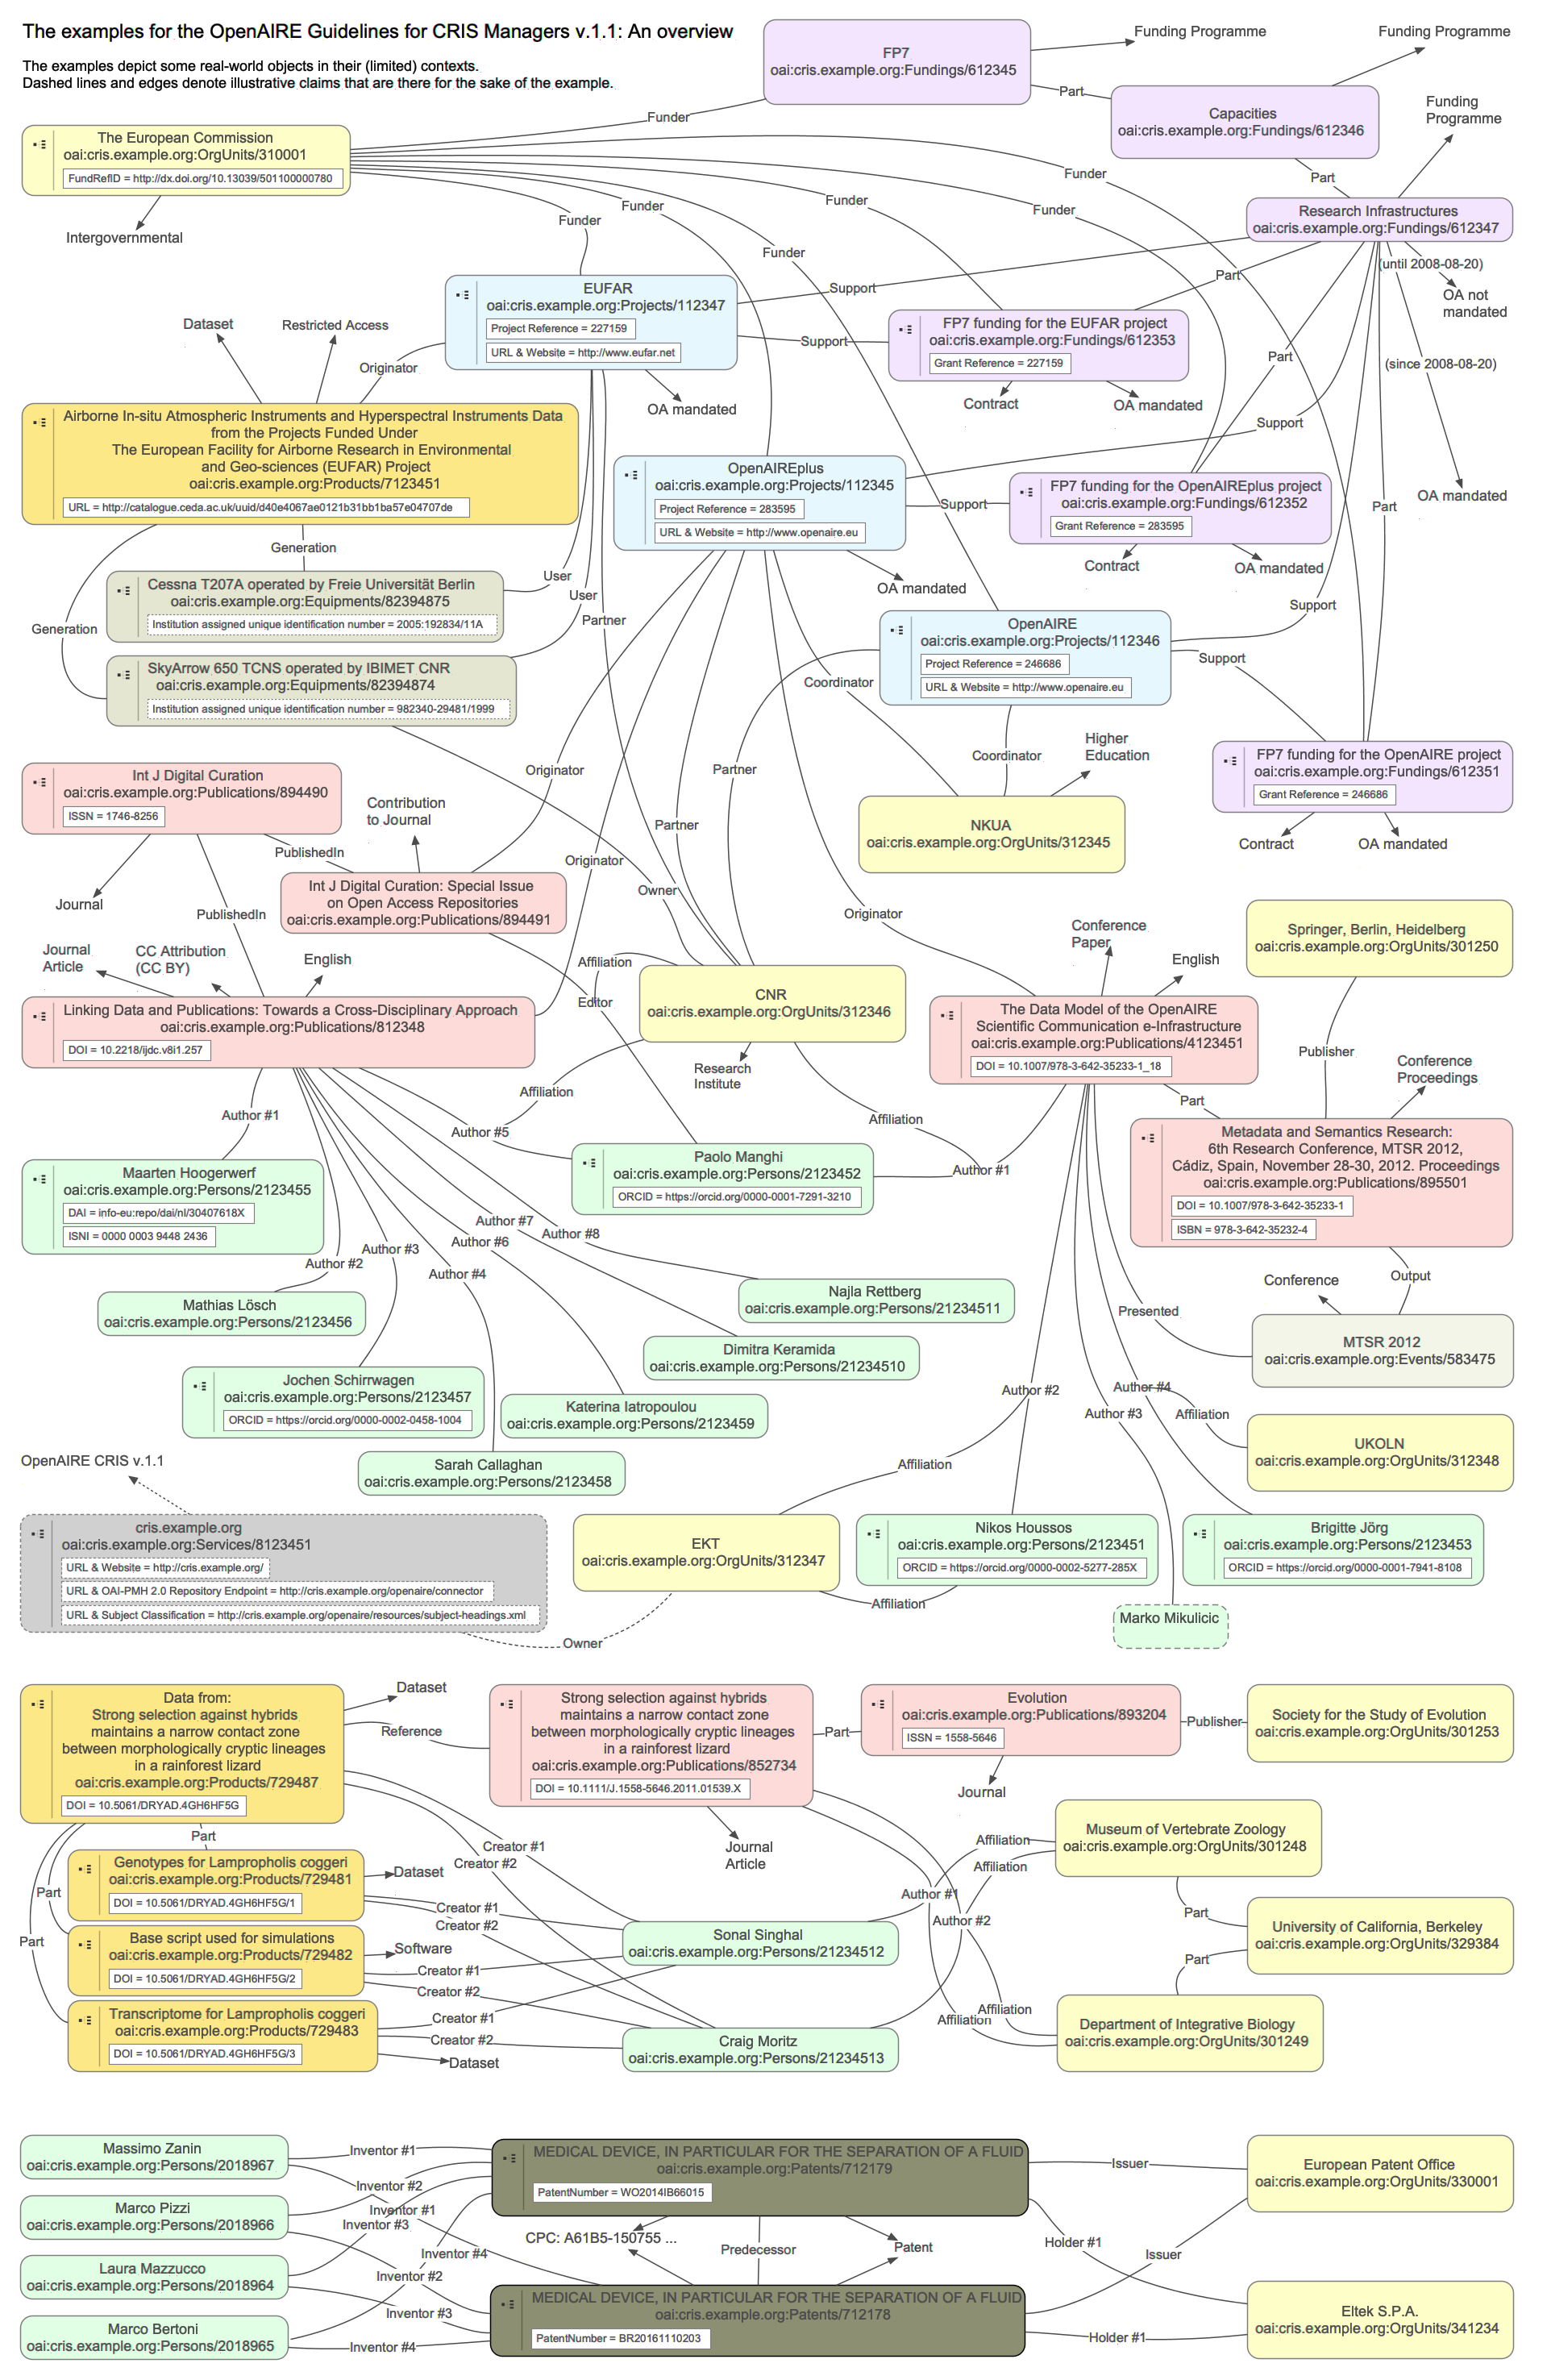 The examples for the OpenAIRE Guidelines for CRIS Managers v.1.1: An overview
The examples depict some real-world objects in their (limited) contexts.
Dashed lines and edges denote illustrative claims that are there for the sake of the example.
FP7
oai:cris.example.org:Fundings/612345
Funding Programme
Funding Programme
Part
Capacities
oai:cris.example.org:Fundings/612346
Funding
Programme
Funder
The European Commission
oai:cris.example.org:OrgUnits/310001
FundRefID = http://dx.doi.org/10.13039/501100000780
Intergovernmental
Part
Funder
Funder
Funder
Funder
Funder
Funder
Research Infrastructures
oai:cris.example.org:Fundings/612347
(until 2008-08-20)
OA not
mandated
(since 2008-08-20)
OA mandated
EUFAR
oai:cris.example.org:Projects/112347
Project Reference = 227159
URL & Website = http://www.eufar.net
Support
Part
Support
FP7 funding for the EUFAR project
oai:cris.example.org:Fundings/612353
Grant Reference = 227159
Contract
OA mandated
Dataset
Restricted Access
Originator
OA mandated
Part
Support
Part
Airborne In-situ Atmospheric Instruments and Hyperspectral Instruments Data
from the Projects Funded Under
The European Facility for Airborne Research in Environmental
and Geo-sciences (EUFAR) Project
oai:cris.example.org:Products/7123451
URL = http://catalogue.ceda.ac.uk/uuid/d40e4067ae0121b31bb1ba57e04707de
OpenAIREplus
oai:cris.example.org:Projects/112345
Project Reference = 283595
URL & Website = http://www.openaire.eu
Support
FP7 funding for the OpenAIREplus project
oai:cris.example.org:Fundings/612352
Grant Reference = 283595
Contract
OA mandated
OA mandated
Generation
Cessna T207A operated by Freie Universität Berlin
oai:cris.example.org:Equipments/82394875
Institution assigned unique identification number = 2005:192834/11A
User
User
Partner
Generation
SkyArrow 650 TCNS operated by IBIMET CNR
oai:cris.example.org:Equipments/82394874
Institution assigned unique identification number = 982340-29481/1999
OpenAIRE
oai:cris.example.org:Projects/112346
Project Reference = 246686
URL & Website = http://www.openaire.eu
Support
Support
Coordinator
Coordinator
Higher
Education
FP7 funding for the OpenAIRE project
oai:cris.example.org:Fundings/612351
Grant Reference = 246686
Contract
OA mandated
NKUA
oai:cris.example.org:OrgUnits/312345
Int J Digital Curation
oai:cris.example.org:Publications/894490
ISSN = 1746-8256
Originator
Partner
Partner
Contribution
to Journal
PublishedIn
Journal
PublishedIn
Int J Digital Curation: Special Issue
on Open Access Repositories
oai:cris.example.org:Publications/894491
Originator
Owner
Originator
Journal
Article
CC Attribution
(CC BY)
English
Affiliation
Editor
CNR
oai:cris.example.org:OrgUnits/312346
Research
Institute
Conference
Paper
English
Springer, Berlin, Heidelberg
oai:cris.example.org:OrgUnits/301250
Linking Data and Publications: Towards a Cross-Disciplinary Approach
oai:cris.example.org:Publications/812348
DOI = 10.2218/ijdc.v8i1.257
The Data Model of the OpenAIRE
Scientific Communication e-Infrastructure
oai:cris.example.org:Publications/4123451
DOI = 10.1007/978-3-642-35233-1_18
Publisher
Conference
Proceedings
Part
Affiliation
Affiliation
Author #1
Author #5
Author #1
Metadata and Semantics Research:
6th Research Conference, MTSR 2012,
Cádiz, Spain, November 28-30, 2012. Proceedings
oai:cris.example.org:Publications/895501
DOI = 10.1007/978-3-642-35233-1
ISBN = 978-3-642-35232-4
Maarten Hoogerwerf
oai:cris.example.org:Persons/2123455
DAI = info-eu:repo/dai/nl/30407618X
ISNI = 0000 0003 9448 2436
Paolo Manghi
oai:cris.example.org:Persons/2123452
ORCID = https://orcid.org/0000-0001-7291-3210
Author #7
Author #8
Author #6
Author #3
Author #2
Author #4
Najla Rettberg
oai:cris.example.org:Persons/21234511
Mathias Lösch
oai:cris.example.org:Persons/2123456
Dimitra Keramida
oai:cris.example.org:Persons/21234510
Jochen Schirrwagen
oai:cris.example.org:Persons/2123457
ORCID = https://orcid.org/0000-0002-0458-1004
Katerina Iatropoulou
oai:cris.example.org:Persons/2123459
Sarah Callaghan
oai:cris.example.org:Persons/2123458
Conference
Output
Presented
MTSR 2012
oai:cris.example.org:Events/583475
Author #2
Author #4
Author #3
Affiliation
UKOLN
oai:cris.example.org:OrgUnits/312348
Affiliation
OpenAIRE CRIS v.1.1
cris.example.org
oai:cris.example.org:Services/8123451
URL & Website = http://cris.example.org/
URL & OAI-PMH 2.0 Repository Endpoint = http://cris.example.org/openaire/connector
URL & Subject Classification = http://cris.example.org/openaire/resources/subject-headings.xml
EKT
oai:cris.example.org:OrgUnits/312347
Nikos Houssos
oai:cris.example.org:Persons/2123451
ORCID = https://orcid.org/0000-0002-5277-285X
Brigitte Jörg
oai:cris.example.org:Persons/2123453
ORCID = https://orcid.org/0000-0001-7941-8108
Affiliation
Marko Mikulicic
Owner
Data from:
Strong selection against hybrids
maintains a narrow contact zone
between morphologically cryptic lineages
in a rainforest lizard
oai:cris.example.org:Products/729487
DOI = 10.5061/DRYAD.4GH6HF5G
Dataset
Reference
Strong selection against hybrids
maintains a narrow contact zone
between morphologically cryptic lineages
in a rainforest lizard
oai:cris.example.org:Publications/852734
DOI = 10.1111/J.1558-5646.2011.01539.X
Part
Evolution
oai:cris.example.org:Publications/893204
ISSN = 1558-5646
Publisher
Society for the Study of Evolution
oai:cris.example.org:OrgUnits/301253
Journal
Journal
Article
Part
Creator #1
Creator #2
Affiliation
Affiliation
Museum of Vertebrate Zoology
oai:cris.example.org:OrgUnits/301248
Genotypes for Lampropholis coggeri
oai:cris.example.org:Products/729481
DOI = 10.5061/DRYAD.4GH6HF5G/1
Dataset
Part
Creator #1
Creator #2
Author #1
Author #2
Part
University of California, Berkeley
oai:cris.example.org:OrgUnits/329384
Part
Base script used for simulations
oai:cris.example.org:Products/729482
DOI = 10.5061/DRYAD.4GH6HF5G/2
Software
Creator #1
Creator #2
Sonal Singhal
oai:cris.example.org:Persons/21234512
Part
Transcriptome for Lampropholis coggeri
oai:cris.example.org:Products/729483
DOI = 10.5061/DRYAD.4GH6HF5G/3
Creator #1
Creator #2
Dataset
Craig Moritz
oai:cris.example.org:Persons/21234513
Affiliation
Affiliation
Department of Integrative Biology
oai:cris.example.org:OrgUnits/301249
Massimo Zanin
oai:cris.example.org:Persons/2018967
Marco Pizzi
oai:cris.example.org:Persons/2018966
Laura Mazzucco
oai:cris.example.org:Persons/2018964
Marco Bertoni
oai:cris.example.org:Persons/2018965
Inventor #1
Inventor #2
Inventor #1
Inventor #3
Inventor #4
Inventor #2
Inventor #3
Inventor #4
MEDICAL DEVICE, IN PARTICULAR FOR THE SEPARATION OF A FLUID
oai:cris.example.org:Patents/712179
PatentNumber = WO2014IB66015
CPC: A61B5-150755 ...
Predecessor
Patent
MEDICAL DEVICE, IN PARTICULAR FOR THE SEPARATION OF A FLUID
oai:cris.example.org:Patents/712178
PatentNumber = BR20161110203
Issuer
Holder #1
Issuer
Holder #1
European Patent Office
oai:cris.example.org:OrgUnits/330001
Eltek S.P.A.
oai:cris.example.org:OrgUnits/341234